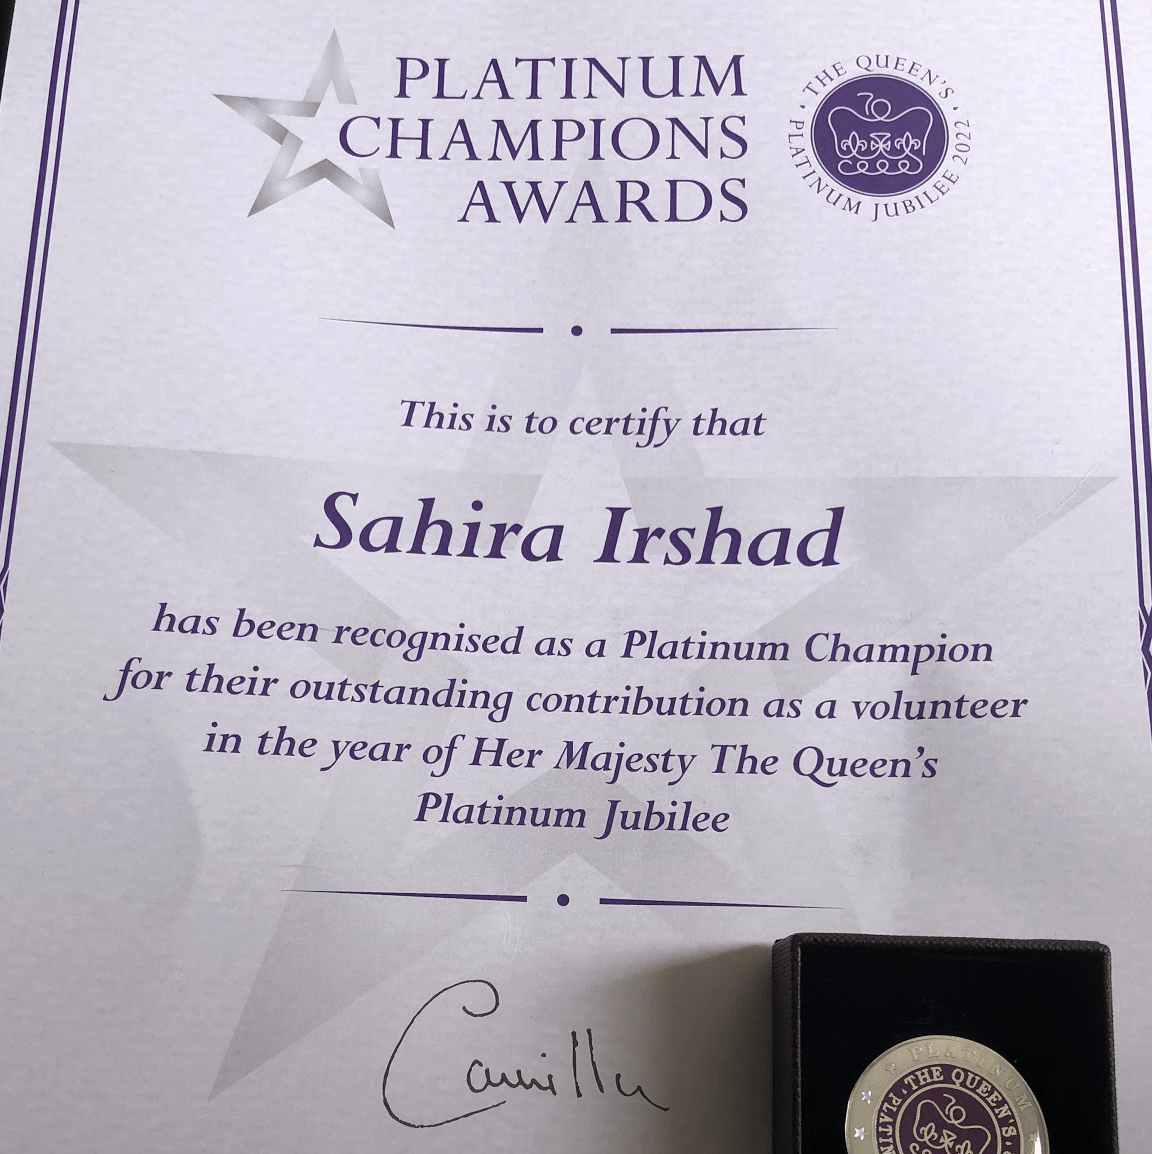 PLATINUM
CHAMPIONS
AWARDS
THE QUEEN'S
PLATINUM JUBILEE 2022
70
This is to certify that
Sahira Irshad
has been recognised as a Platinum Champion
for their outstanding contribution as a volunteer
in the year of Her Majesty The Queen's
Platinum Jubilee
Camilla
PLATINUM
THE QUEEN'S
70